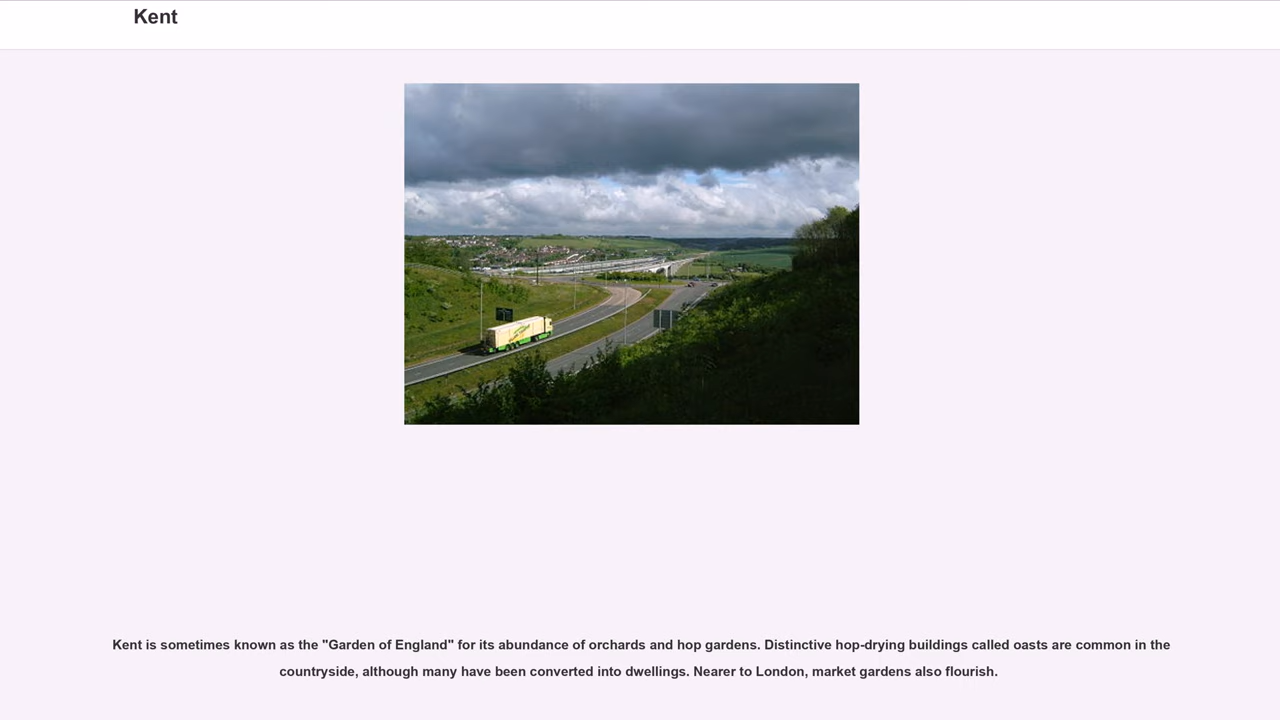 Kent
Kent is sometimes known as the "Garden of England" for its abundance of orchards and hop gardens. Distinctive hop-drying buildings called oasts are common in the
countryside, although many have been converted into dwellings. Nearer to London, market gardens also flourish.